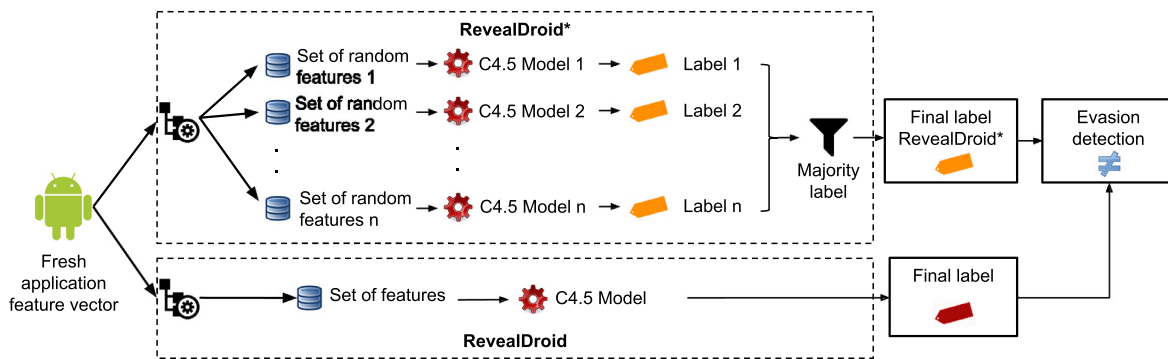 RevealDroid*
Set of random
features 1
C4.5 Model 1
Label 1
Set of random
features 2
C4.5 Model 2
Label 2
.
.
.
.
Set of random
features n
C4.5 Model n
Label n
Majority
label
Final label
RevealDroid*
Evasion
detection
≠
Fresh
application
feature vector
Set of features
C4.5 Model
RevealDroid
Final label